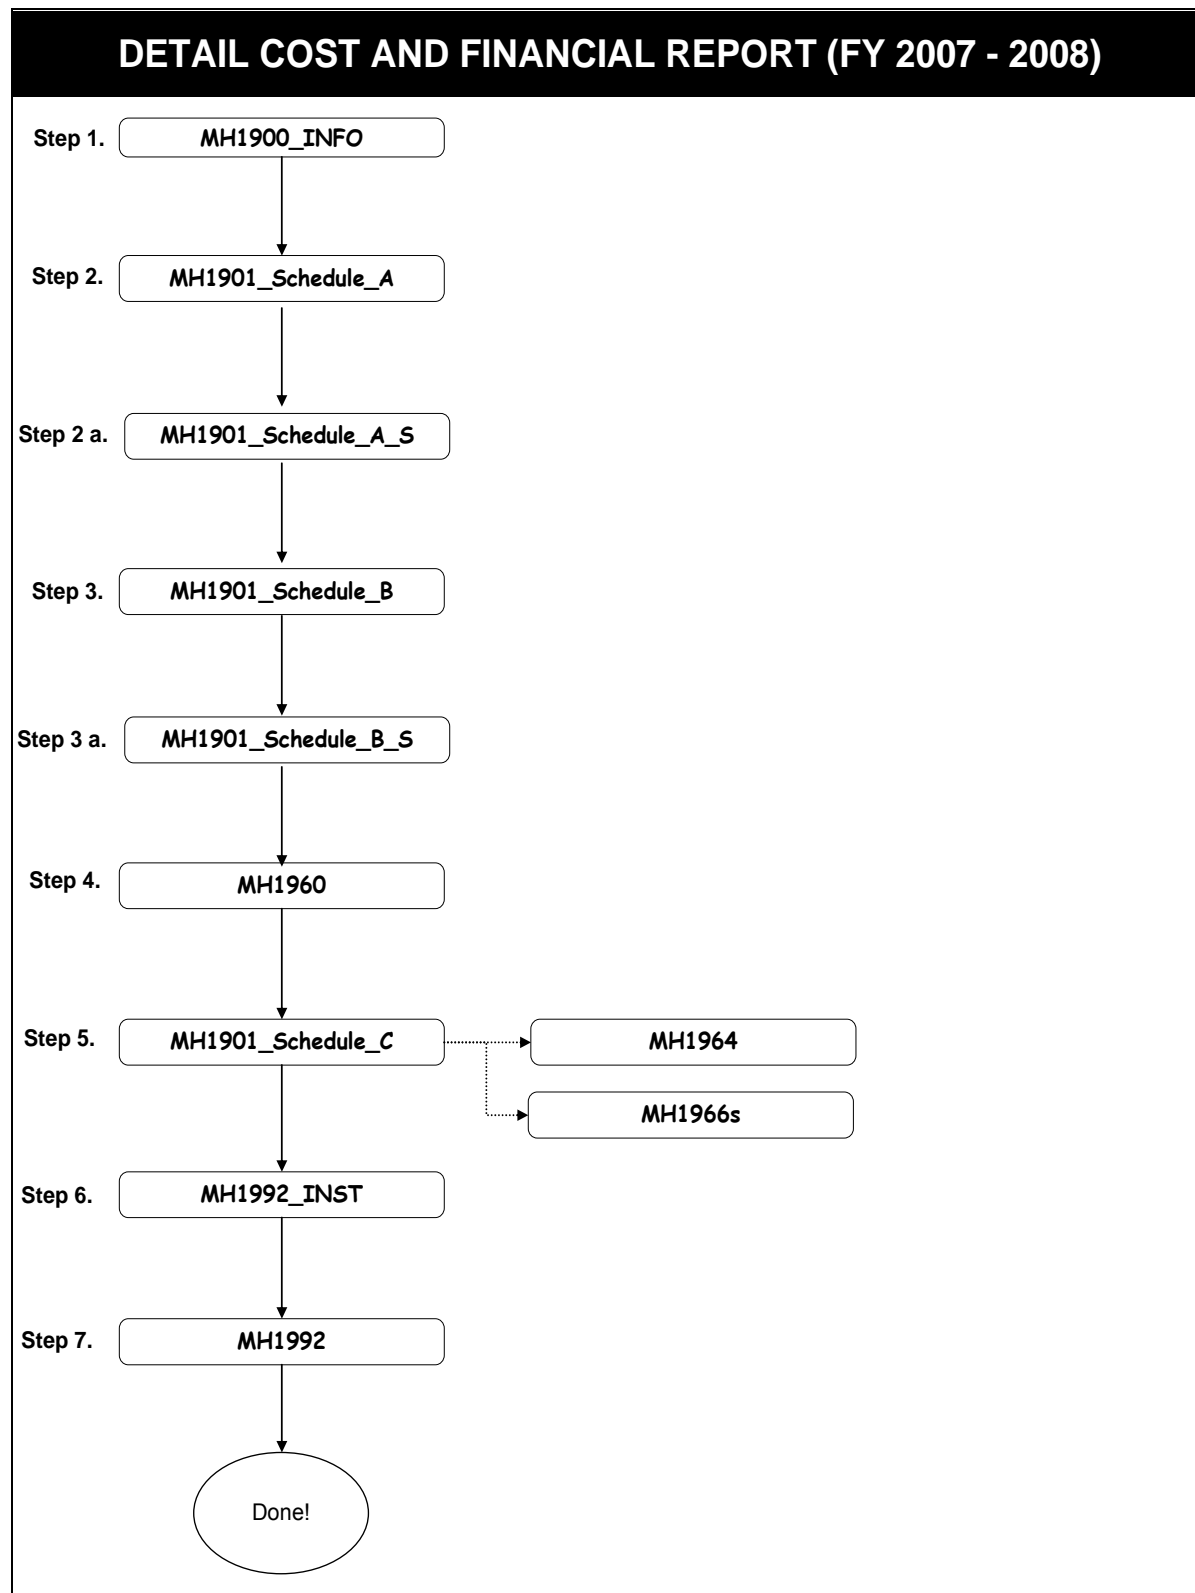 DETAIL COST AND FINANCIAL REPORT (FY 2007 - 2008)
Step 1. MH1900_INFO
Step 2. MH1901_Schedule_A
Step 2 a. MH1901_Schedule_A_S
Step 3. MH1901_Schedule_B
Step 3 a. MH1901_Schedule_B_S
Step 4. MH1960
Step 5. MH1901_Schedule_C MH1964
MH1966s
Step 6. MH1992_INST
Step 7. MH1992
Done!